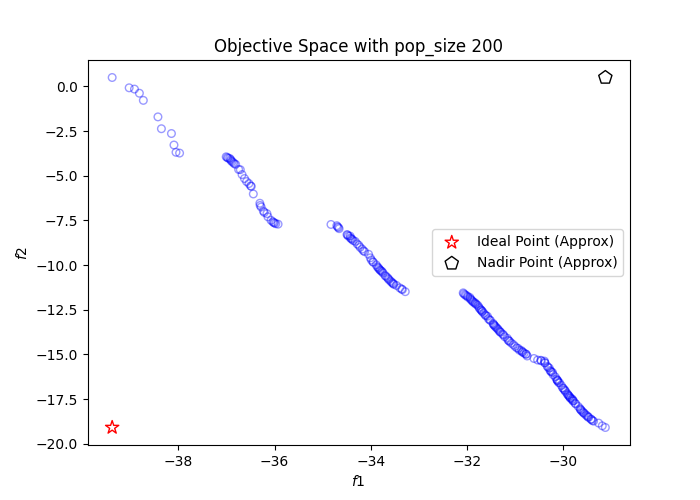 Objective Space with pop_size 200
0.0
−2.5
−5.0
−7.5
−10.0
−12.5
−15.0
−17.5
−20.0
f2
Ideal Point (Approx)
Nadir Point (Approx)
−38
−36
−34
−32
−30
f1